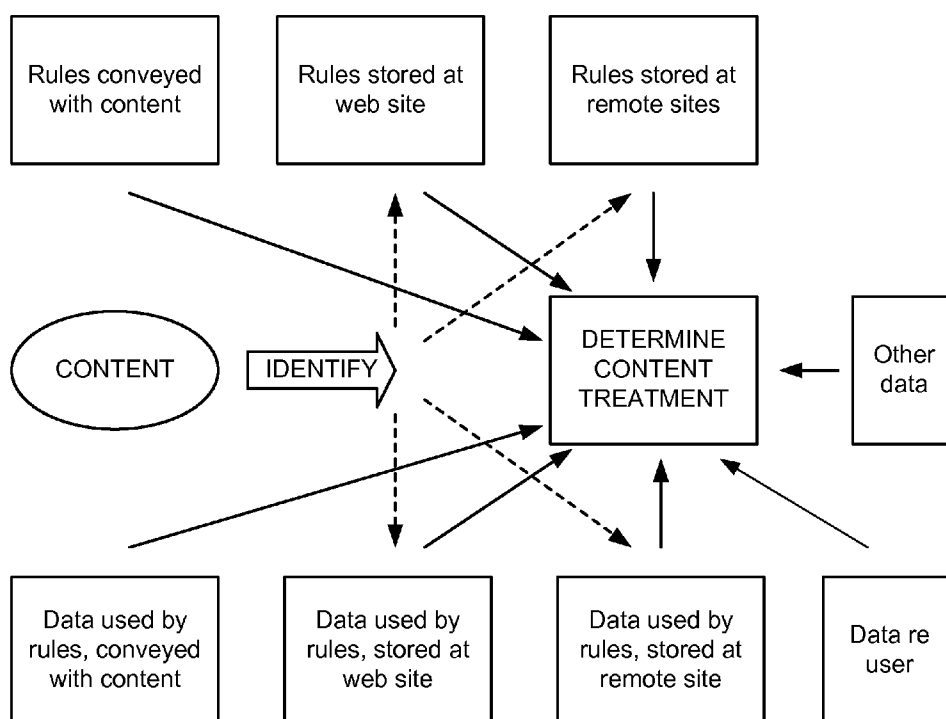 Rules conveyed
with content
Rules stored at
web site
Rules stored at
remote sites
CONTENT
IDENTIFY
DETERMINE
CONTENT
TREATMENT
Other
data
Data used by
rules, conveyed
with content
Data used by
rules, stored at
web site
Data used by
rules, stored at
remote site
Data re
user